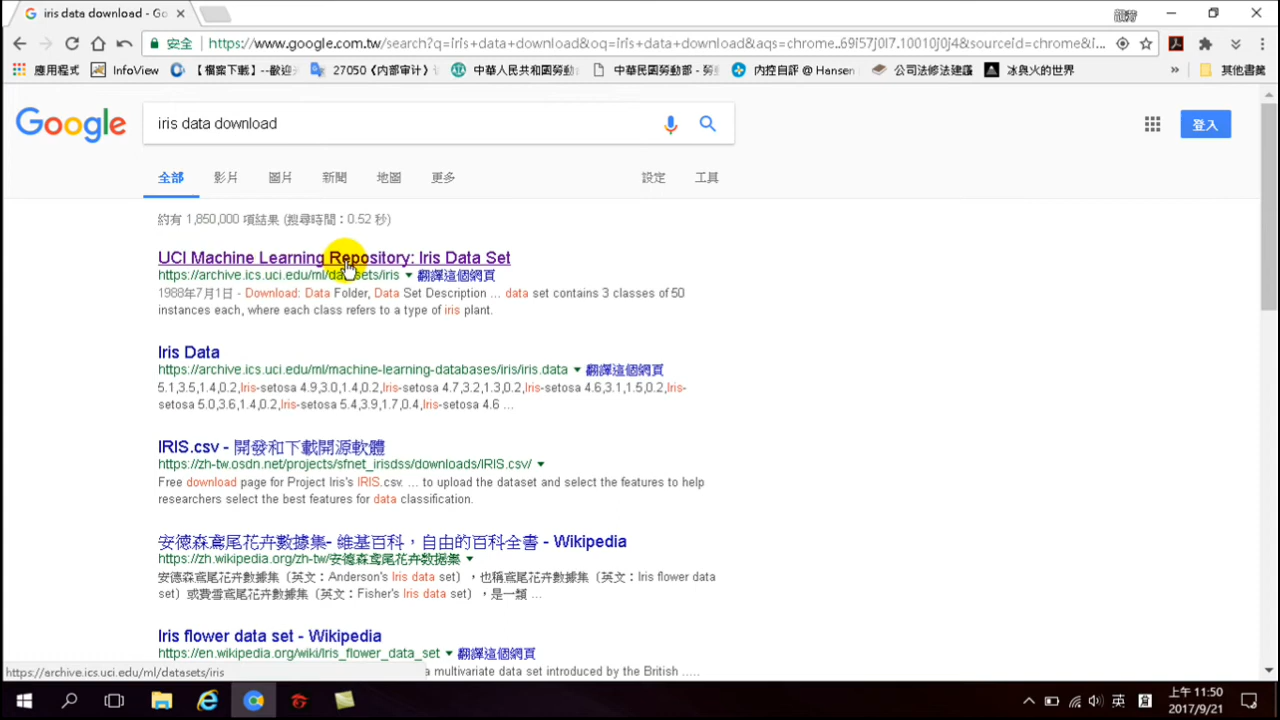 iris data download - Go
安全 https://www.google.com.tw/search?q=iris+data+download&oq=iris+data+download&aqs=chrome..69i57j0l7.10010j0j4&sourceid=chrome&i...
應用程式 InfoView 【檔案下載】--歡迎 27050《内部审计》 中華人民共和國勞動 中華民國勞動部 - 勞 內控自評 @ Hansen 公司法修法建議 冰與火的世界 » 其他書籤
Google iris data download 登入
全部 影片 圖片 新聞 地圖 更多 設定 工具
約有 1,850,000 項結果 (搜尋時間：0.52 秒)
UCI Machine Learning Repository: Iris Data Set
https://archive.ics.uci.edu/ml/datasets/iris 翻譯這個網頁
1988年7月1日 - Download: Data Folder, Data Set Description ... data set contains 3 classes of 50
instances each, where each class refers to a type of iris plant.
Iris Data
https://archive.ics.uci.edu/ml/machine-learning-databases/iris/iris.data 翻譯這個網頁
5.1,3.5,1.4,0.2,Iris-setosa 4.9,3.0,1.4,0.2,Iris-setosa 4.7,3.2,1.3,0.2,Iris-setosa 4.6,3.1,1.5,0.2,Iris-
setosa 5.0,3.6,1.4,0.2,Iris-setosa 5.4,3.9,1.7,0.4,Iris-setosa 4.6 ...
IRIS.csv - 開發和下載開源軟體
https://zh-tw.osdn.net/projects/sfnet_irisdss/downloads/IRIS.csv/
Free download page for Project Iris's IRIS.csv. ... to upload the dataset and select the features to help
researchers select the best features for data classification.
安德森鳶尾花卉數據集- 維基百科，自由的百科全書 - Wikipedia
https://zh.wikipedia.org/zh-tw/安德森鸢尾花卉数据集
安德森鳶尾花卉數據集（英文：Anderson's Iris data set），也稱鳶尾花卉數據集（英文：Iris flower data
set）或費雪鳶尾花卉數據集（英文：Fisher's Iris data set），是一類 ...
Iris flower data set - Wikipedia
https://en.wikipedia.org/wiki/Iris_flower_data_set 翻譯這個網頁
a multivariate data set introduced by the British .....
https://archive.ics.uci.edu/ml/datasets/iris
英 上午 11:50
2017/9/21